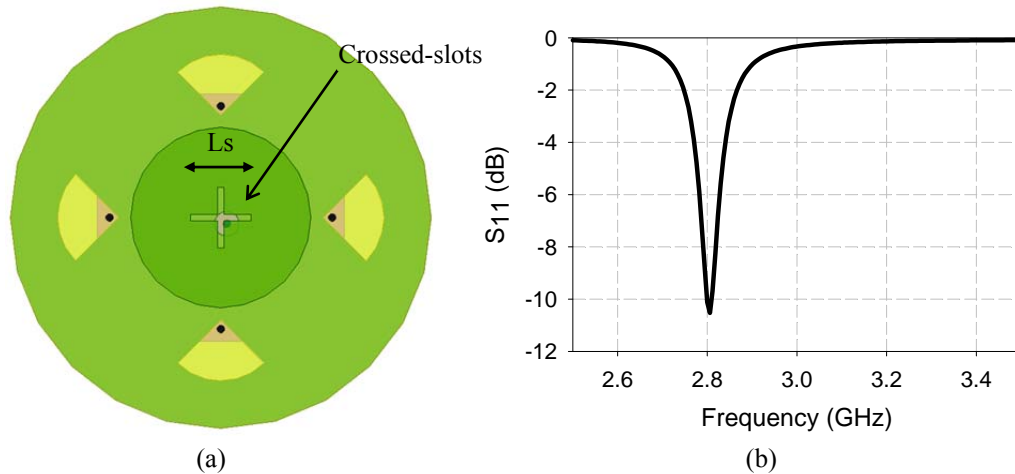 Crossed-slots
Ls
(a)
0
-2
-4
-6
-8
-10
-12
S11 (dB)
2.6 2.8 3.0 3.2 3.4
Frequency (GHz)
(b)